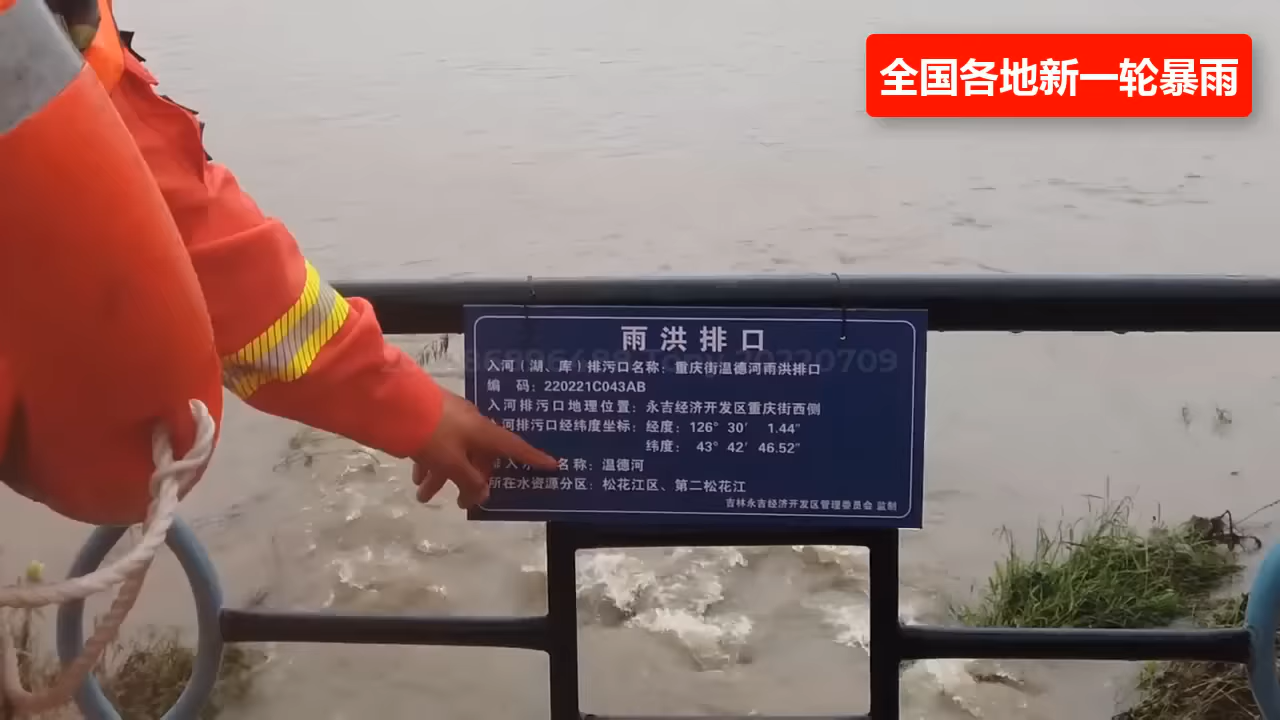 全国各地新一轮暴雨
雨洪排口
入河（湖、库）排污口名称：重庆街温德河雨洪排口
编 码：220221C043AB
入河排污口地理位置：永吉经济开发区重庆街西侧
入河排污口经纬度坐标：经度：126° 30′ 1.44″
纬度： 43° 42′ 46.52″
名称：温德河
所在水资源分区：松花江区、第二松花江
吉林永吉经济开发区管理委员会 监制